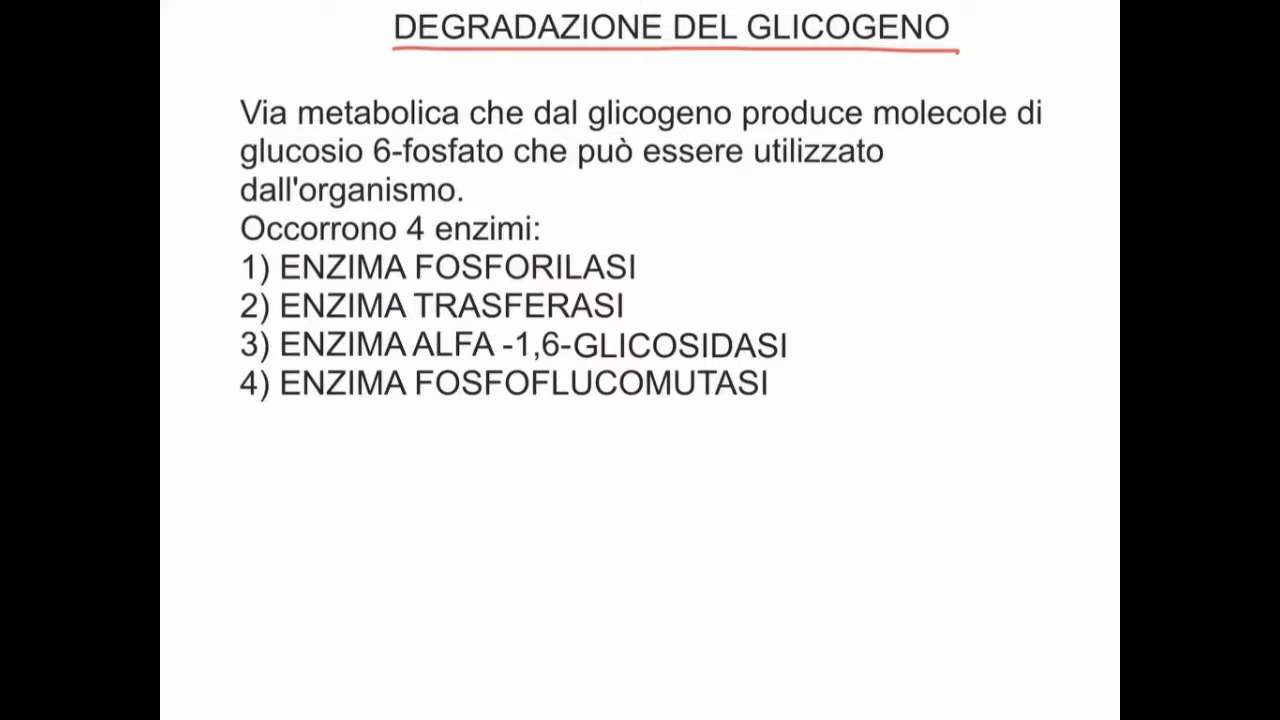 DEGRADAZIONE DEL GLICOGENO
Via metabolica che dal glicogeno produce molecole di
glucosio 6-fosfato che può essere utilizzato
dall'organismo.
Occorrono 4 enzimi:
1) ENZIMA FOSFORILASI
2) ENZIMA TRASFERASI
3) ENZIMA ALFA -1,6-GLICOSIDASI
4) ENZIMA FOSFOFLUCOMUTASI